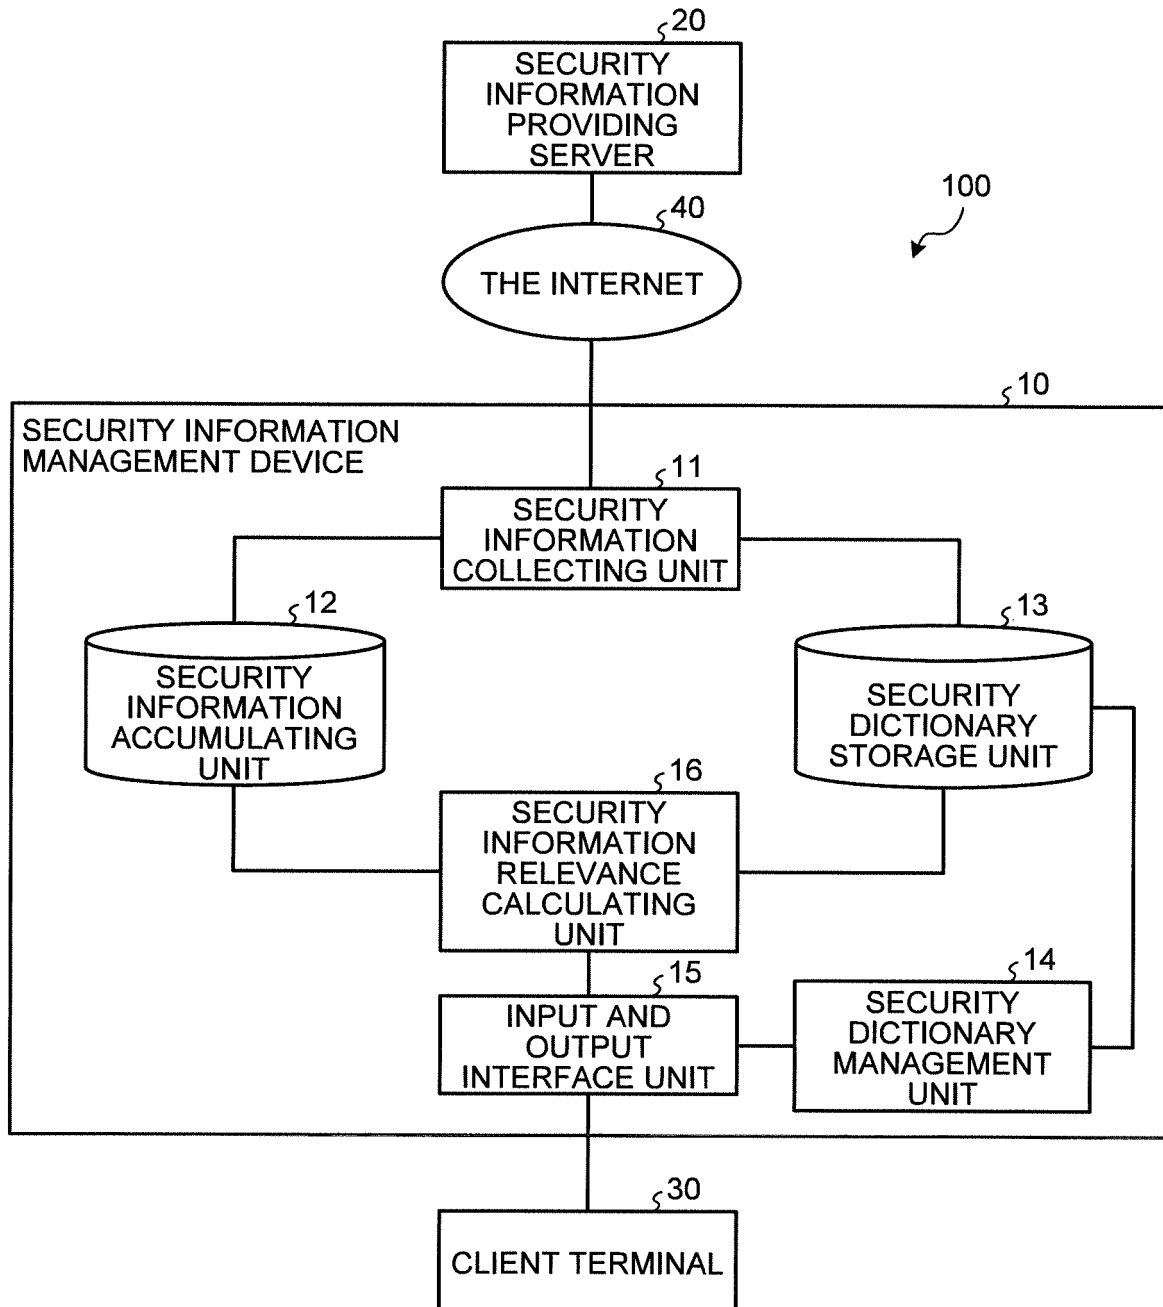 20
SECURITY
INFORMATION
PROVIDING
SERVER
100
40
THE INTERNET
10
SECURITY INFORMATION
MANAGEMENT DEVICE
11
SECURITY
INFORMATION
COLLECTING UNIT
12
SECURITY
INFORMATION
ACCUMULATING
UNIT
13
SECURITY
DICTIONARY
STORAGE UNIT
16
SECURITY
INFORMATION
RELEVANCE
CALCULATING
UNIT
15
INPUT AND
OUTPUT
INTERFACE UNIT
14
SECURITY
DICTIONARY
MANAGEMENT
UNIT
30
CLIENT TERMINAL